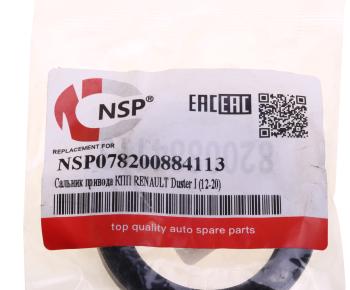 NSP®
EAC EAC
REPLACEMENT FOR
NSP078200884113
Сальник привода КПП RENAULT Duster I (12-20)
top quality auto spare parts